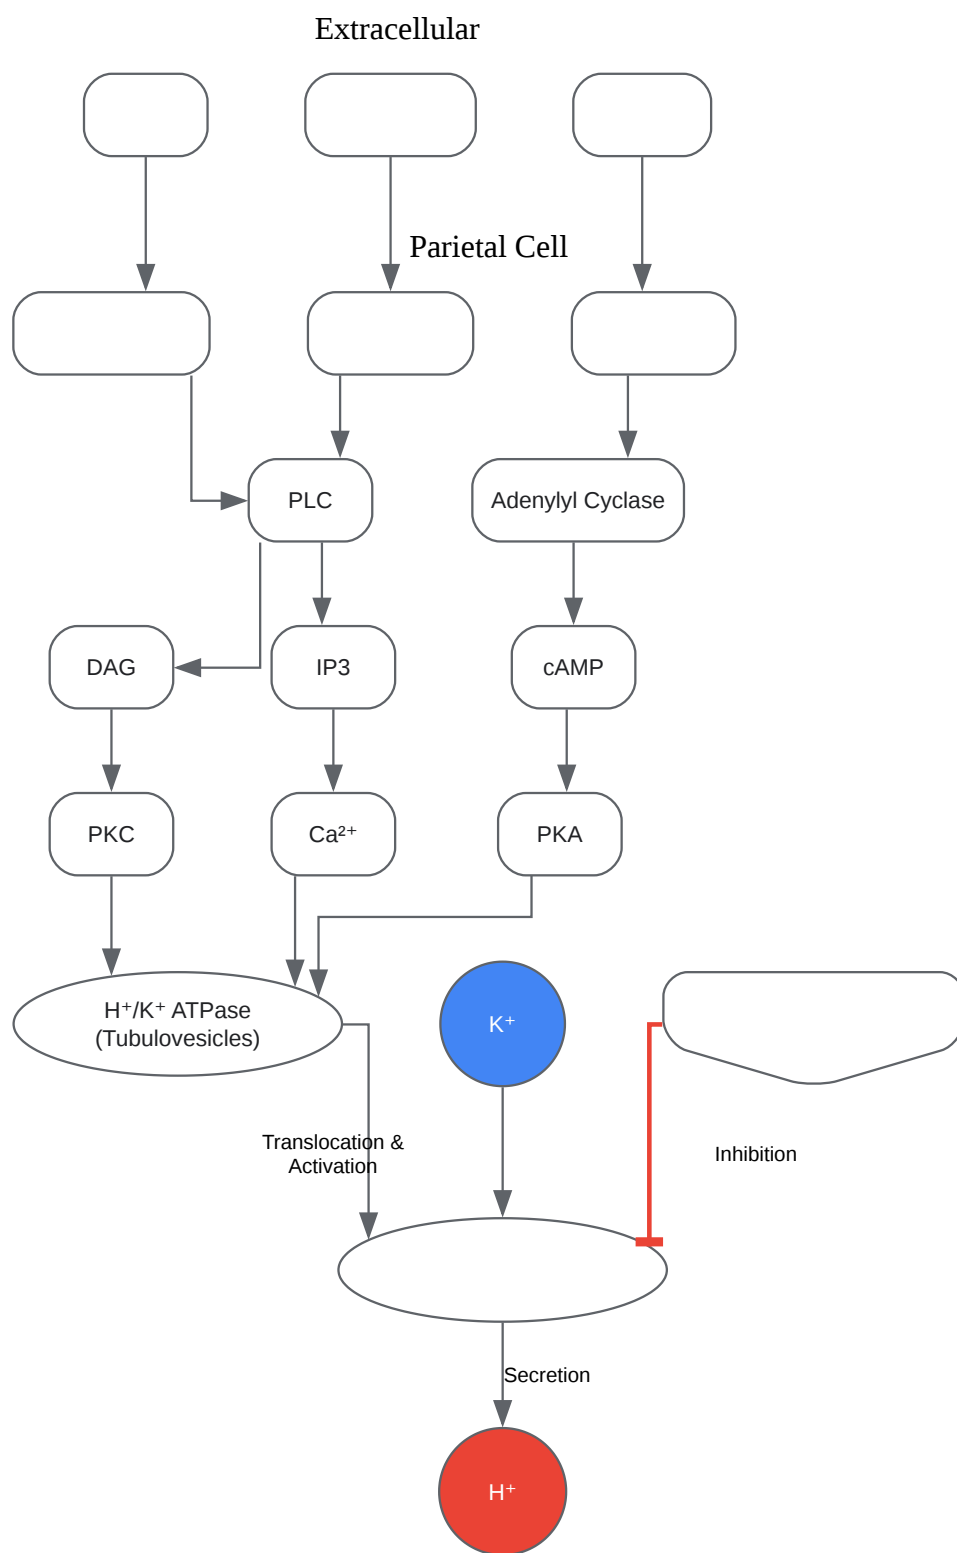 Extracellular
Parietal Cell
PLC
Adenylyl Cyclase
DAG
IP3
cAMP
PKC
Ca²⁺
PKA
H⁺/K⁺ ATPase
(Tubulovesicles)
K⁺
Translocation &
Activation
Inhibition
Secretion
H⁺